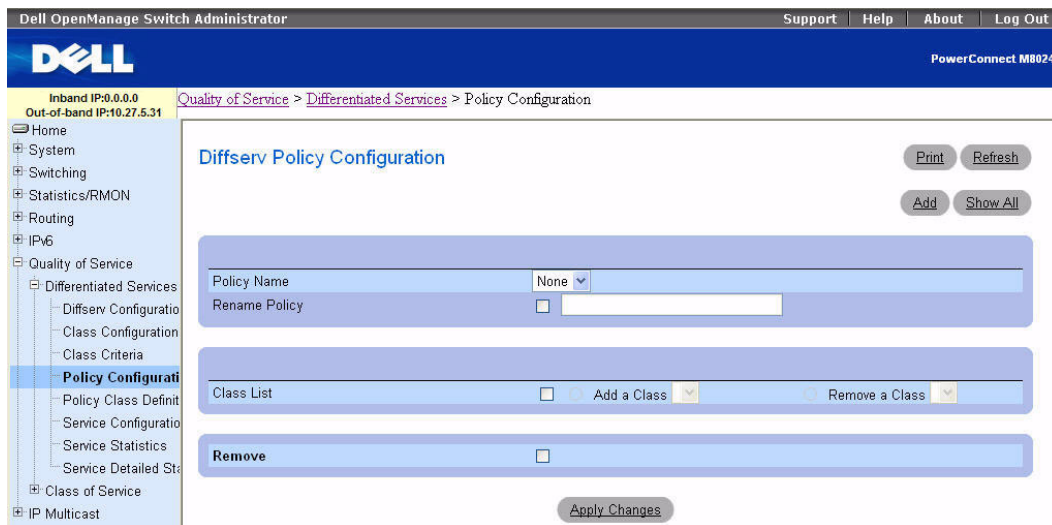 Dell OpenManage Switch Administrator
Support | Help | About | Log Out
DELL
PowerConnect M8024
Inband IP:0.0.0.0
Out-of-band IP:10.27.5.31
Quality of Service > Differentiated Services > Policy Configuration
Home
System
Switching
Statistics/RMON
Routing
IPv6
Quality of Service
Differentiated Services
Diffserv Configuratio
Class Configuration
Class Criteria
Policy Configurati
Policy Class Definit
Service Configuratio
Service Statistics
Service Detailed Sta
Class of Service
IP Multicast
Diffserv Policy Configuration
Print Refresh
Add Show All
Policy Name None
Rename Policy
Class List Add a Class Remove a Class
Remove
Apply Changes